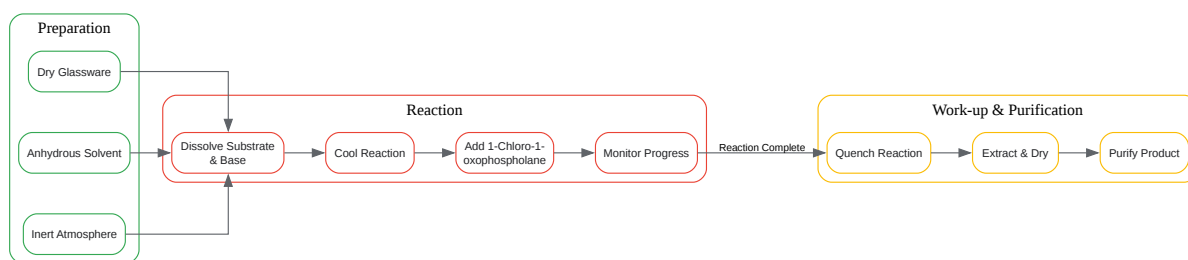 Preparation
Dry Glassware
Anhydrous Solvent
Inert Atmosphere
Reaction
Dissolve Substrate
& Base
Cool Reaction
Add 1-Chloro-1-
oxophospholane
Monitor Progress
Reaction Complete
Work-up & Purification
Quench Reaction
Extract & Dry
Purify Product